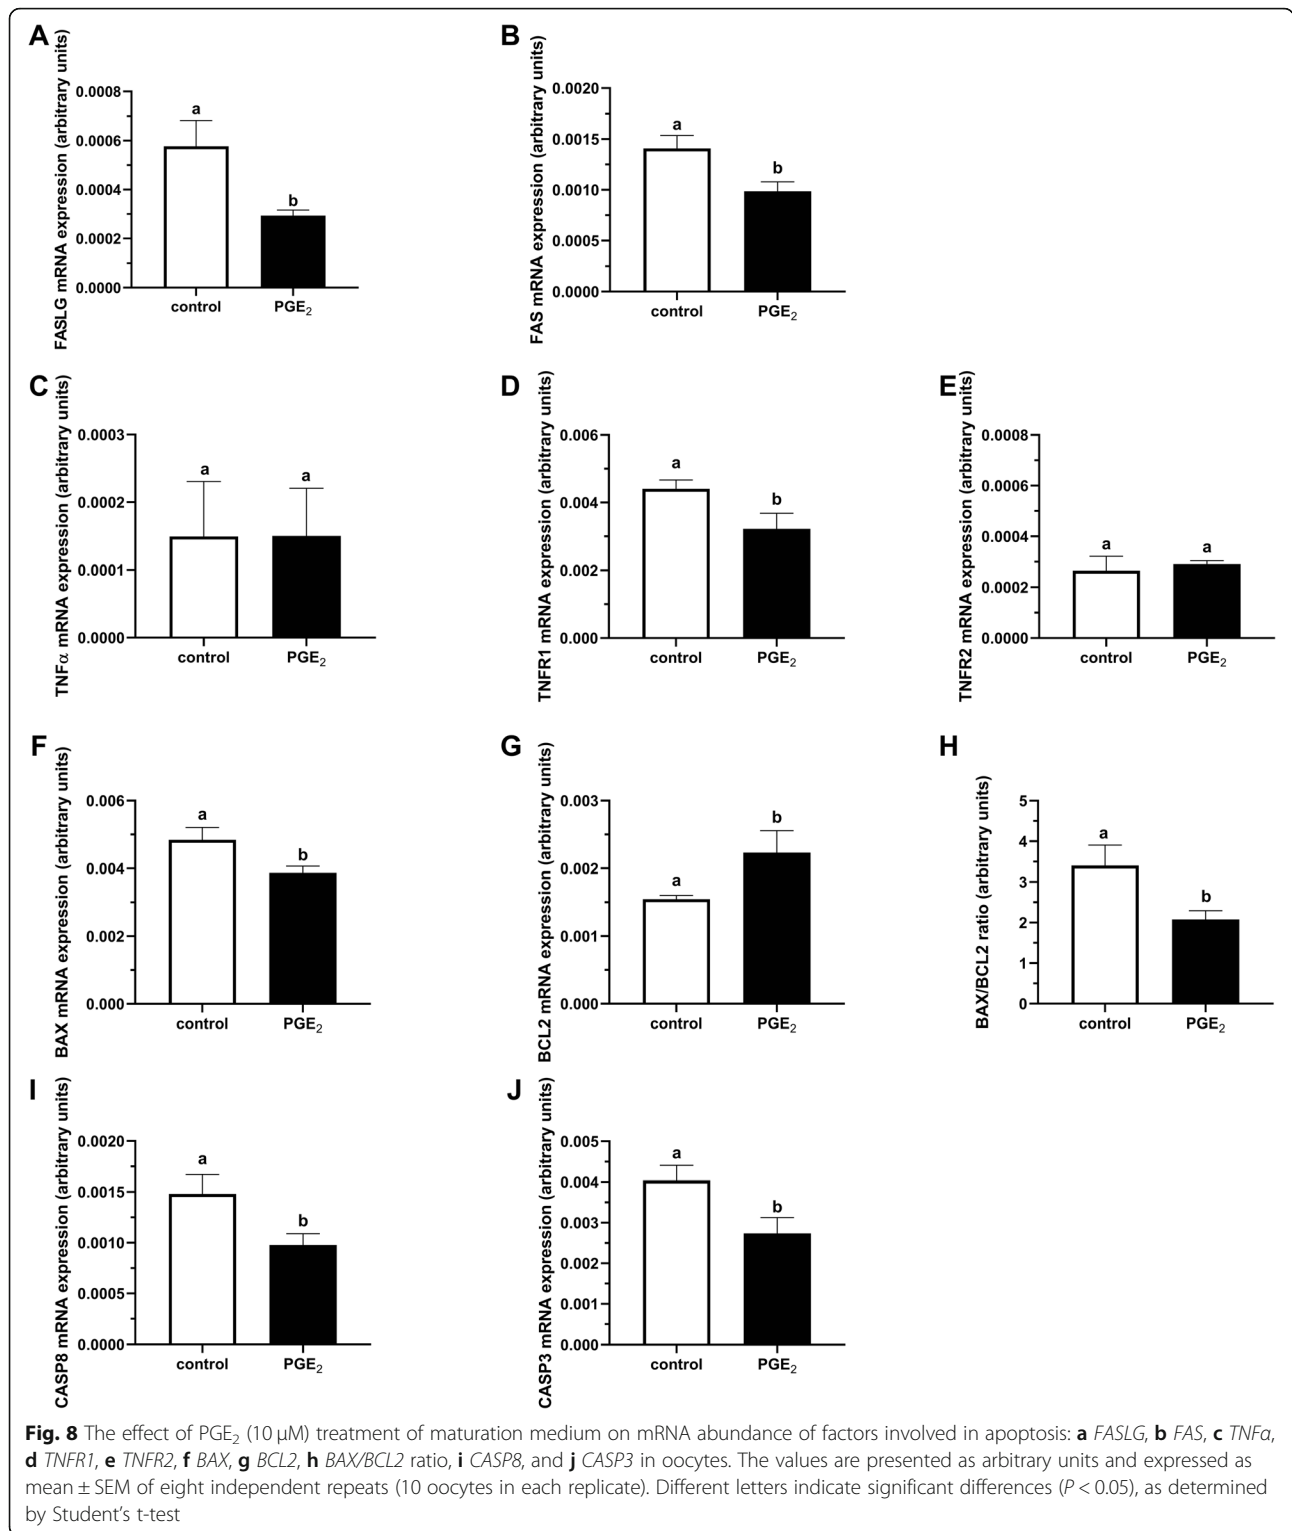 A
FASLG mRNA expression (arbitrary units)
0.0008
0.0006
0.0004
0.0002
0.0000
a
b
control PGE₂
B
FAS mRNA expression (arbitrary units)
0.0020
0.0015
0.0010
0.0005
0.0000
a
b
control PGE₂
C
TNFα mRNA expression (arbitrary units)
0.0003
0.0002
0.0001
0.0000
a
a
control PGE₂
D
TNFR1 mRNA expression (arbitrary units)
0.006
0.004
0.002
0.000
a
b
control PGE₂
E
TNFR2 mRNA expression (arbitrary units)
0.0008
0.0006
0.0004
0.0002
0.0000
a
a
control PGE₂
F
BAX mRNA expression (arbitrary units)
0.006
0.004
0.002
0.000
a
b
control PGE₂
G
BCL2 mRNA expression (arbitrary units)
0.003
0.002
0.001
0.000
a
b
control PGE₂
H
BAX/BCL2 ratio (arbitrary units)
5
4
3
2
1
0
a
b
control PGE₂
I
CASP8 mRNA expression (arbitrary units)
0.0020
0.0015
0.0010
0.0005
0.0000
a
b
control PGE₂
J
CASP3 mRNA expression (arbitrary units)
0.005
0.004
0.003
0.002
0.001
0.000
a
b
control PGE₂
Fig. 8 The effect of PGE₂ (10 μM) treatment of maturation medium on mRNA abundance of factors involved in apoptosis: a FASLG, b FAS, c TNFα,
d TNFR1, e TNFR2, f BAX, g BCL2, h BAX/BCL2 ratio, i CASP8, and j CASP3 in oocytes. The values are presented as arbitrary units and expressed as
mean ± SEM of eight independent repeats (10 oocytes in each replicate). Different letters indicate significant differences (P < 0.05), as determined
by Student's t-test